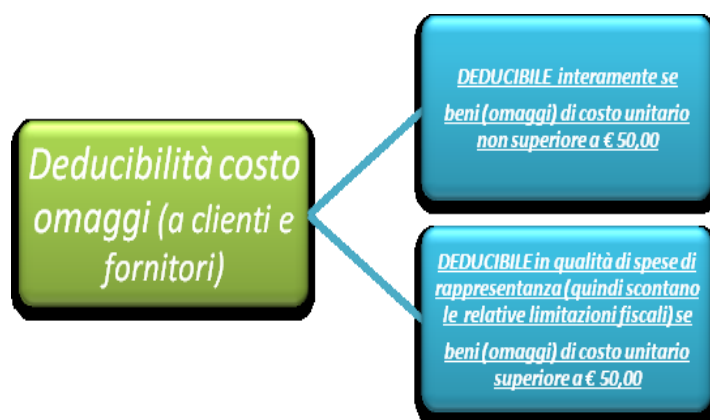 Deducibilità costo
omaggi (a clienti e
fornitori)
DEDUCIBILE interamente se
beni (omaggi) di costo unitario
non superiore a € 50,00
DEDUCIBILE in qualità di spese di
rappresentanza (quindi scontano
le relative limitazioni fiscali) se
beni (omaggi) di costo unitario
superiore a € 50,00